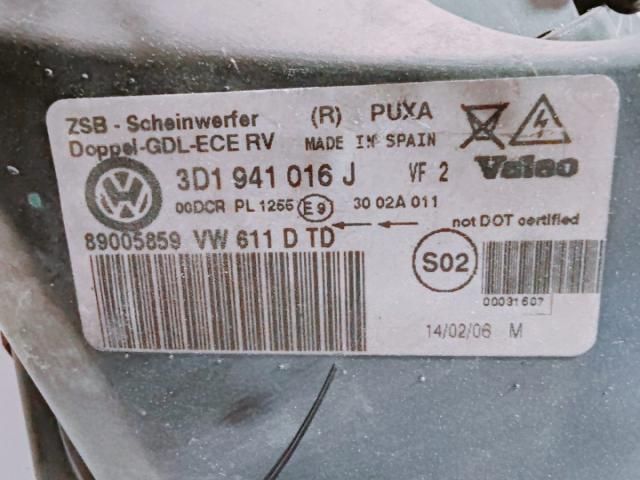 ZSB - Scheinwerfer (R) PUXA
Doppel-GDL-ECE RV MADE IN SPAIN
3D1 941 016 J VF 2 Valeo
00DCR PL 1255 E9 30 02A 011
not DOT certified
89005859 VW 611 D TD
S02
00031607
14/02/06 M